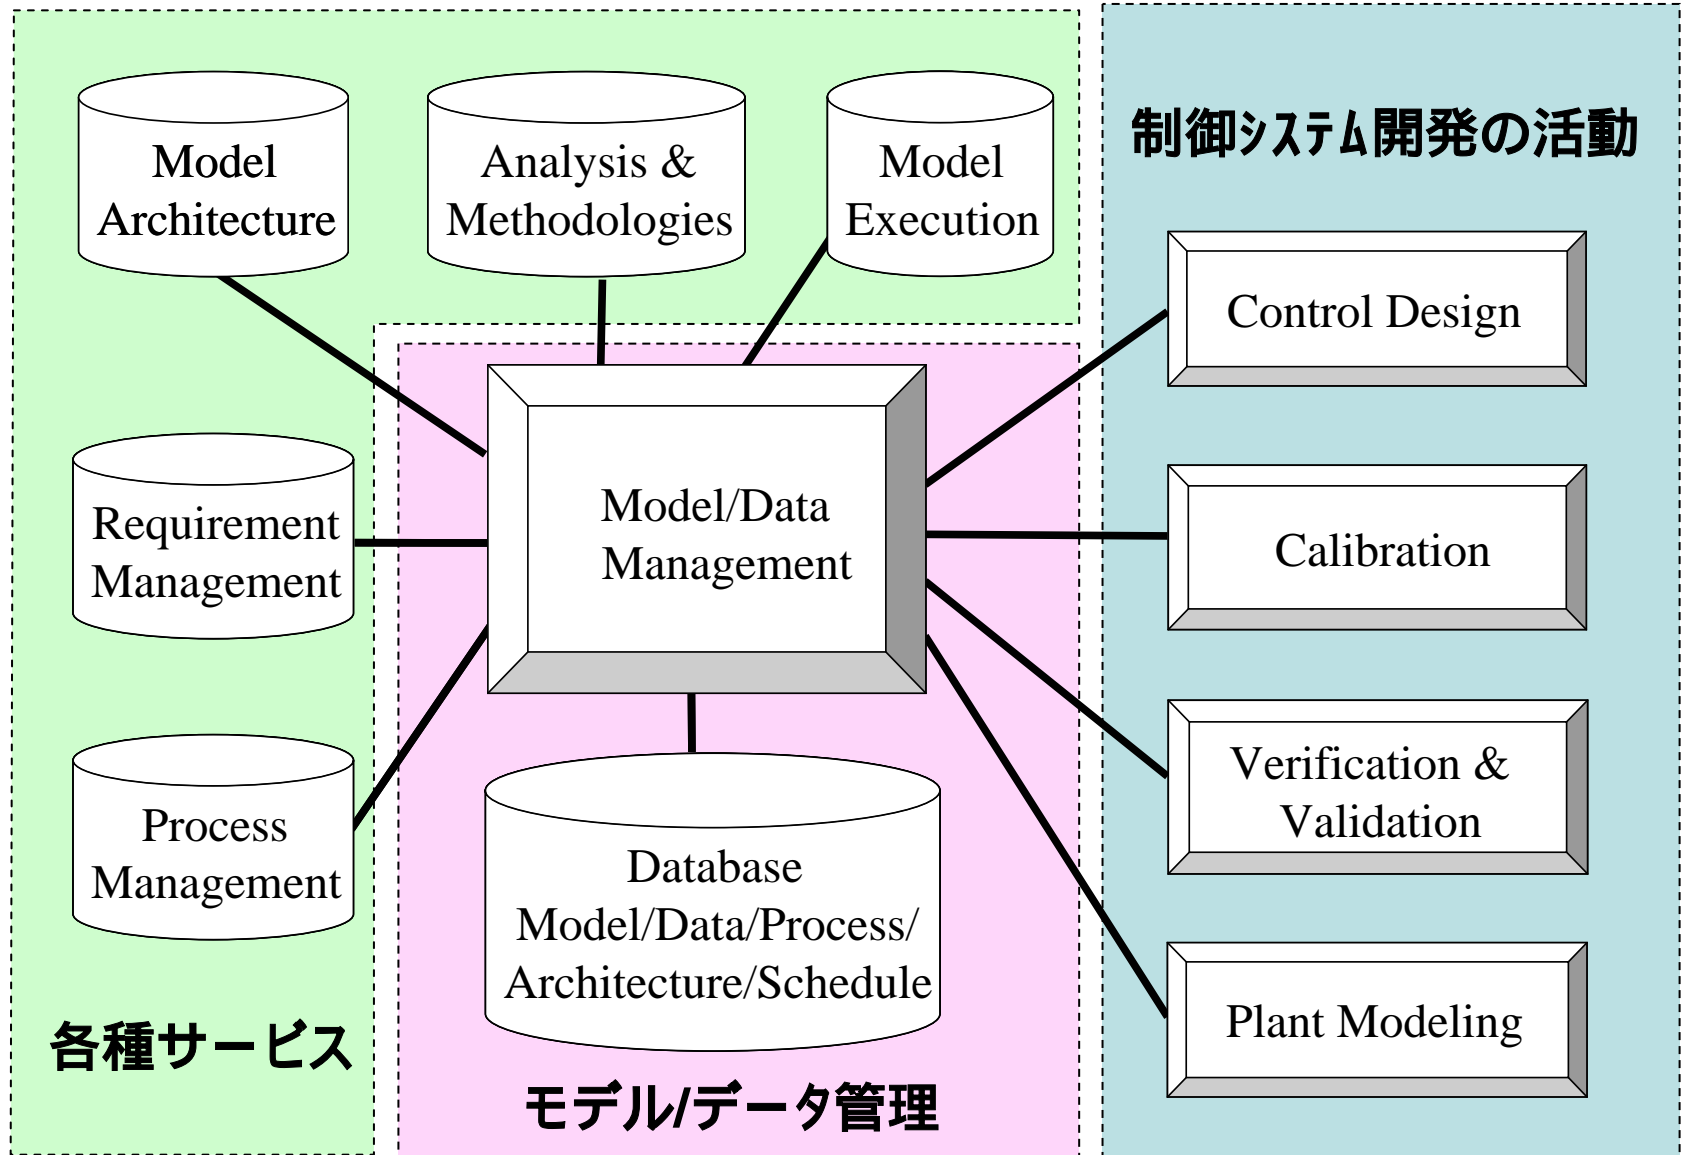 Model
Architecture
Analysis &
Methodologies
Model
Execution
制御ｼｽﾃﾑ開発の活動
Control Design
Requirement
Management
Model/Data
Management
Calibration
Process
Management
Verification &
Validation
Database
Model/Data/Process/
Architecture/Schedule
Plant Modeling
各種サービス
モデル/データ管理